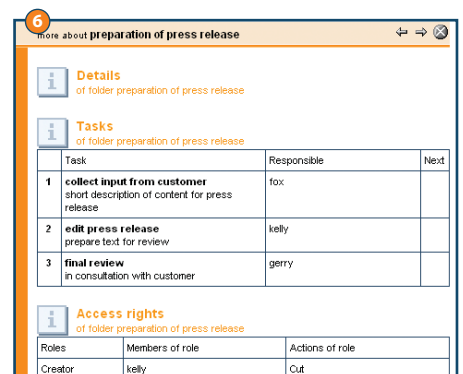 6
more about preparation of press release
i
Details
of folder preparation of press release
i
Tasks
of folder preparation of press release
Task Responsible Next
1 collect input from customer fox
short description of content for press
release
2 edit press release kelly
prepare text for review
3 final review gerry
in consultation with customer
i
Access rights
of folder preparation of press release
Roles Members of role Actions of role
Creator kelly Cut